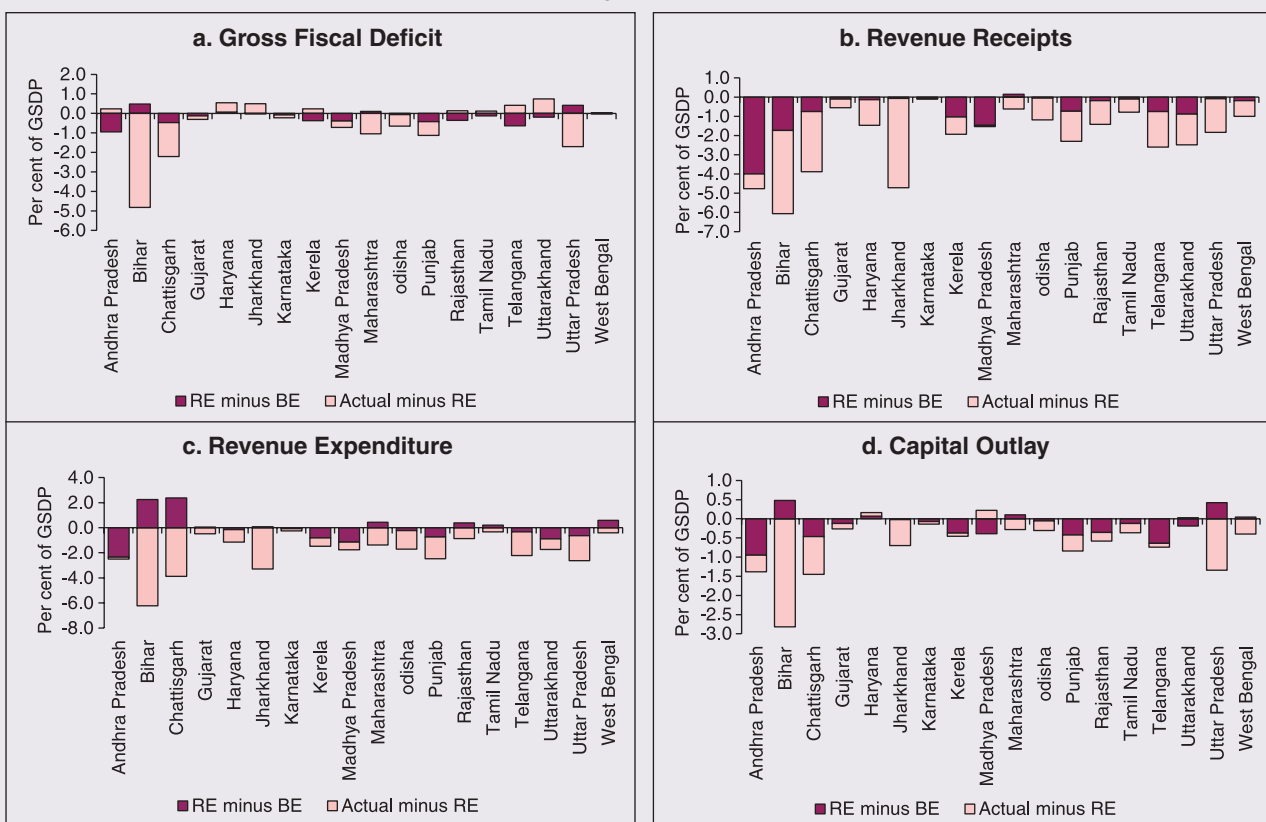 a. Gross Fiscal Deficit
Per cent of GSDP
2.0
1.0
0.0
-1.0
-2.0
-3.0
-4.0
-5.0
-6.0
Andhra Pradesh
Bihar
Chattisgarh
Gujarat
Haryana
Jharkhand
Karnataka
Kerela
Madhya Pradesh
Maharashtra
odisha
Punjab
Rajasthan
Tamil Nadu
Telangana
Uttarakhand
Uttar Pradesh
West Bengal
RE minus BE Actual minus RE
b. Revenue Receipts
Per cent of GSDP
1.0
0.0
-1.0
-2.0
-3.0
-4.0
-5.0
-6.0
-7.0
Andhra Pradesh
Bihar
Chattisgarh
Gujarat
Haryana
Jharkhand
Karnataka
Kerela
Madhya Pradesh
Maharashtra
odisha
Punjab
Rajasthan
Tamil Nadu
Telangana
Uttarakhand
Uttar Pradesh
West Bengal
RE minus BE Actual minus RE
c. Revenue Expenditure
Per cent of GSDP
4.0
2.0
0.0
-2.0
-4.0
-6.0
-8.0
Andhra Pradesh
Bihar
Chattisgarh
Gujarat
Haryana
Jharkhand
Karnataka
Kerela
Madhya Pradesh
Maharashtra
odisha
Punjab
Rajasthan
Tamil Nadu
Telangana
Uttarakhand
Uttar Pradesh
West Bengal
RE minus BE Actual minus RE
d. Capital Outlay
Per cent of GSDP
1.0
0.5
0.0
-0.5
-1.0
-1.5
-2.0
-2.5
-3.0
Andhra Pradesh
Bihar
Chattisgarh
Gujarat
Haryana
Jharkhand
Karnataka
Kerela
Madhya Pradesh
Maharashtra
odisha
Punjab
Rajasthan
Tamil Nadu
Telangana
Uttarakhand
Uttar Pradesh
West Bengal
RE minus BE Actual minus RE